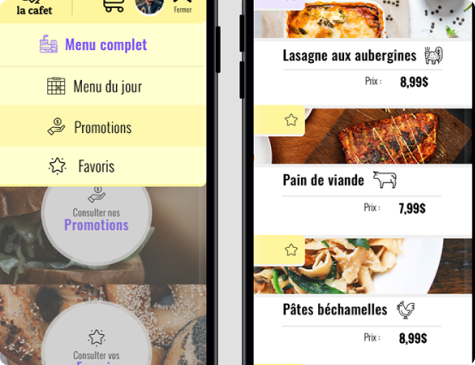 la cafet
Fermer
Menu complet
Menu du jour
Promotions
Favoris
Consulter nos
Promotions
Consulter vos
Lasagne aux aubergines
Prix : 8,99$
Pain de viande
Prix : 7,99$
Pâtes béchamelles
Prix : 8,99$